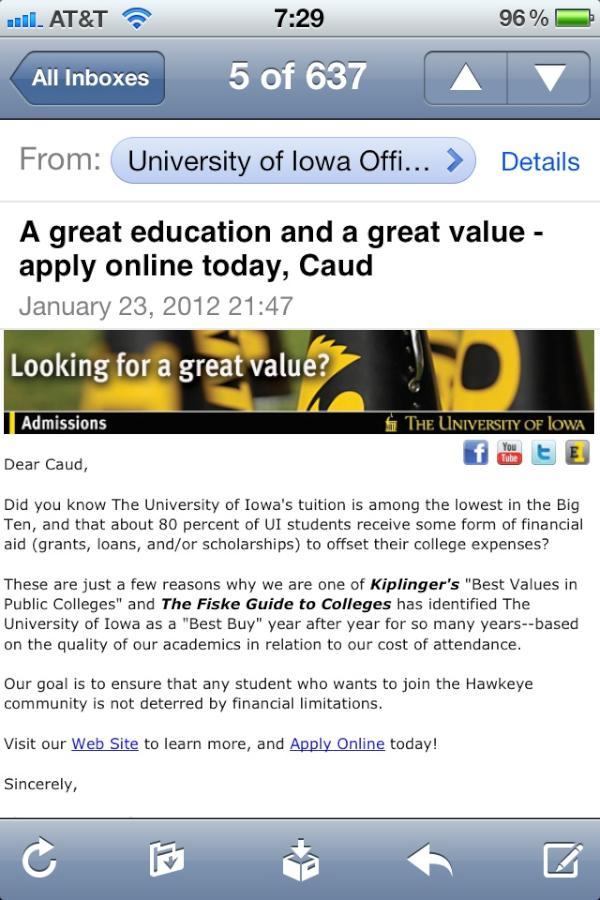 AT&T 7:29 96%
All Inboxes 5 of 637
From: University of Iowa Offi... Details
A great education and a great value -
apply online today, Caud
January 23, 2012 21:47
Looking for a great value?
Admissions THE UNIVERSITY OF IOWA
f You Tube t E
Dear Caud,
Did you know The University of Iowa's tuition is among the lowest in the Big
Ten, and that about 80 percent of UI students receive some form of financial
aid (grants, loans, and/or scholarships) to offset their college expenses?
These are just a few reasons why we are one of Kiplinger's "Best Values in
Public Colleges" and The Fiske Guide to Colleges has identified The
University of Iowa as a "Best Buy" year after year for so many years--based
on the quality of our academics in relation to our cost of attendance.
Our goal is to ensure that any student who wants to join the Hawkeye
community is not deterred by financial limitations.
Visit our Web Site to learn more, and Apply Online today!
Sincerely,